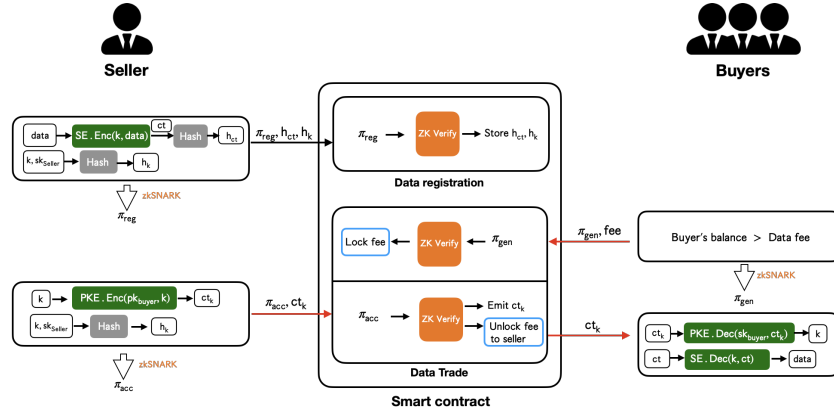 Seller
Buyers
data
SE.Enc(k, data)
ct
Hash
h_ct
k, sk_Seller
Hash
h_k
zkSNARK
π_reg
π_reg, h_ct, h_k
π_reg
ZK Verify
Store h_ct, h_k
Data registration
Lock fee
ZK Verify
π_gen
π_gen, fee
Buyer's balance > Data fee
zkSNARK
π_gen
k
PKE.Enc(pk_buyer, k)
ct_k
k, sk_Seller
Hash
h_k
zkSNARK
π_acc
π_acc, ct_k
π_acc
ZK Verify
Emit ct_k
Unlock fee
to seller
Data Trade
ct_k
ct_k
PKE.Dec(sk_buyer, ct_k)
k
ct
SE.Dec(k, ct)
data
Smart contract